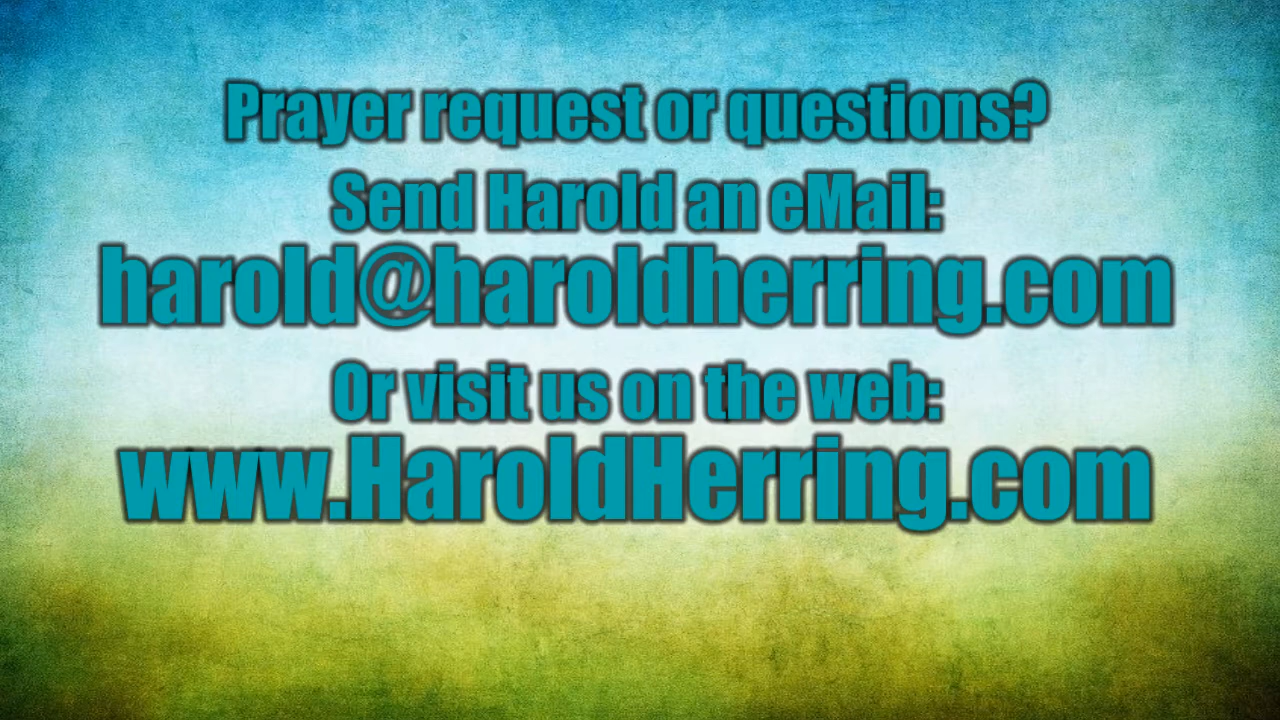 Prayer request or questions?
Send Harold an eMail:
harold@haroldherring.com
Or visit us on the web:
www.HaroldHerring.com